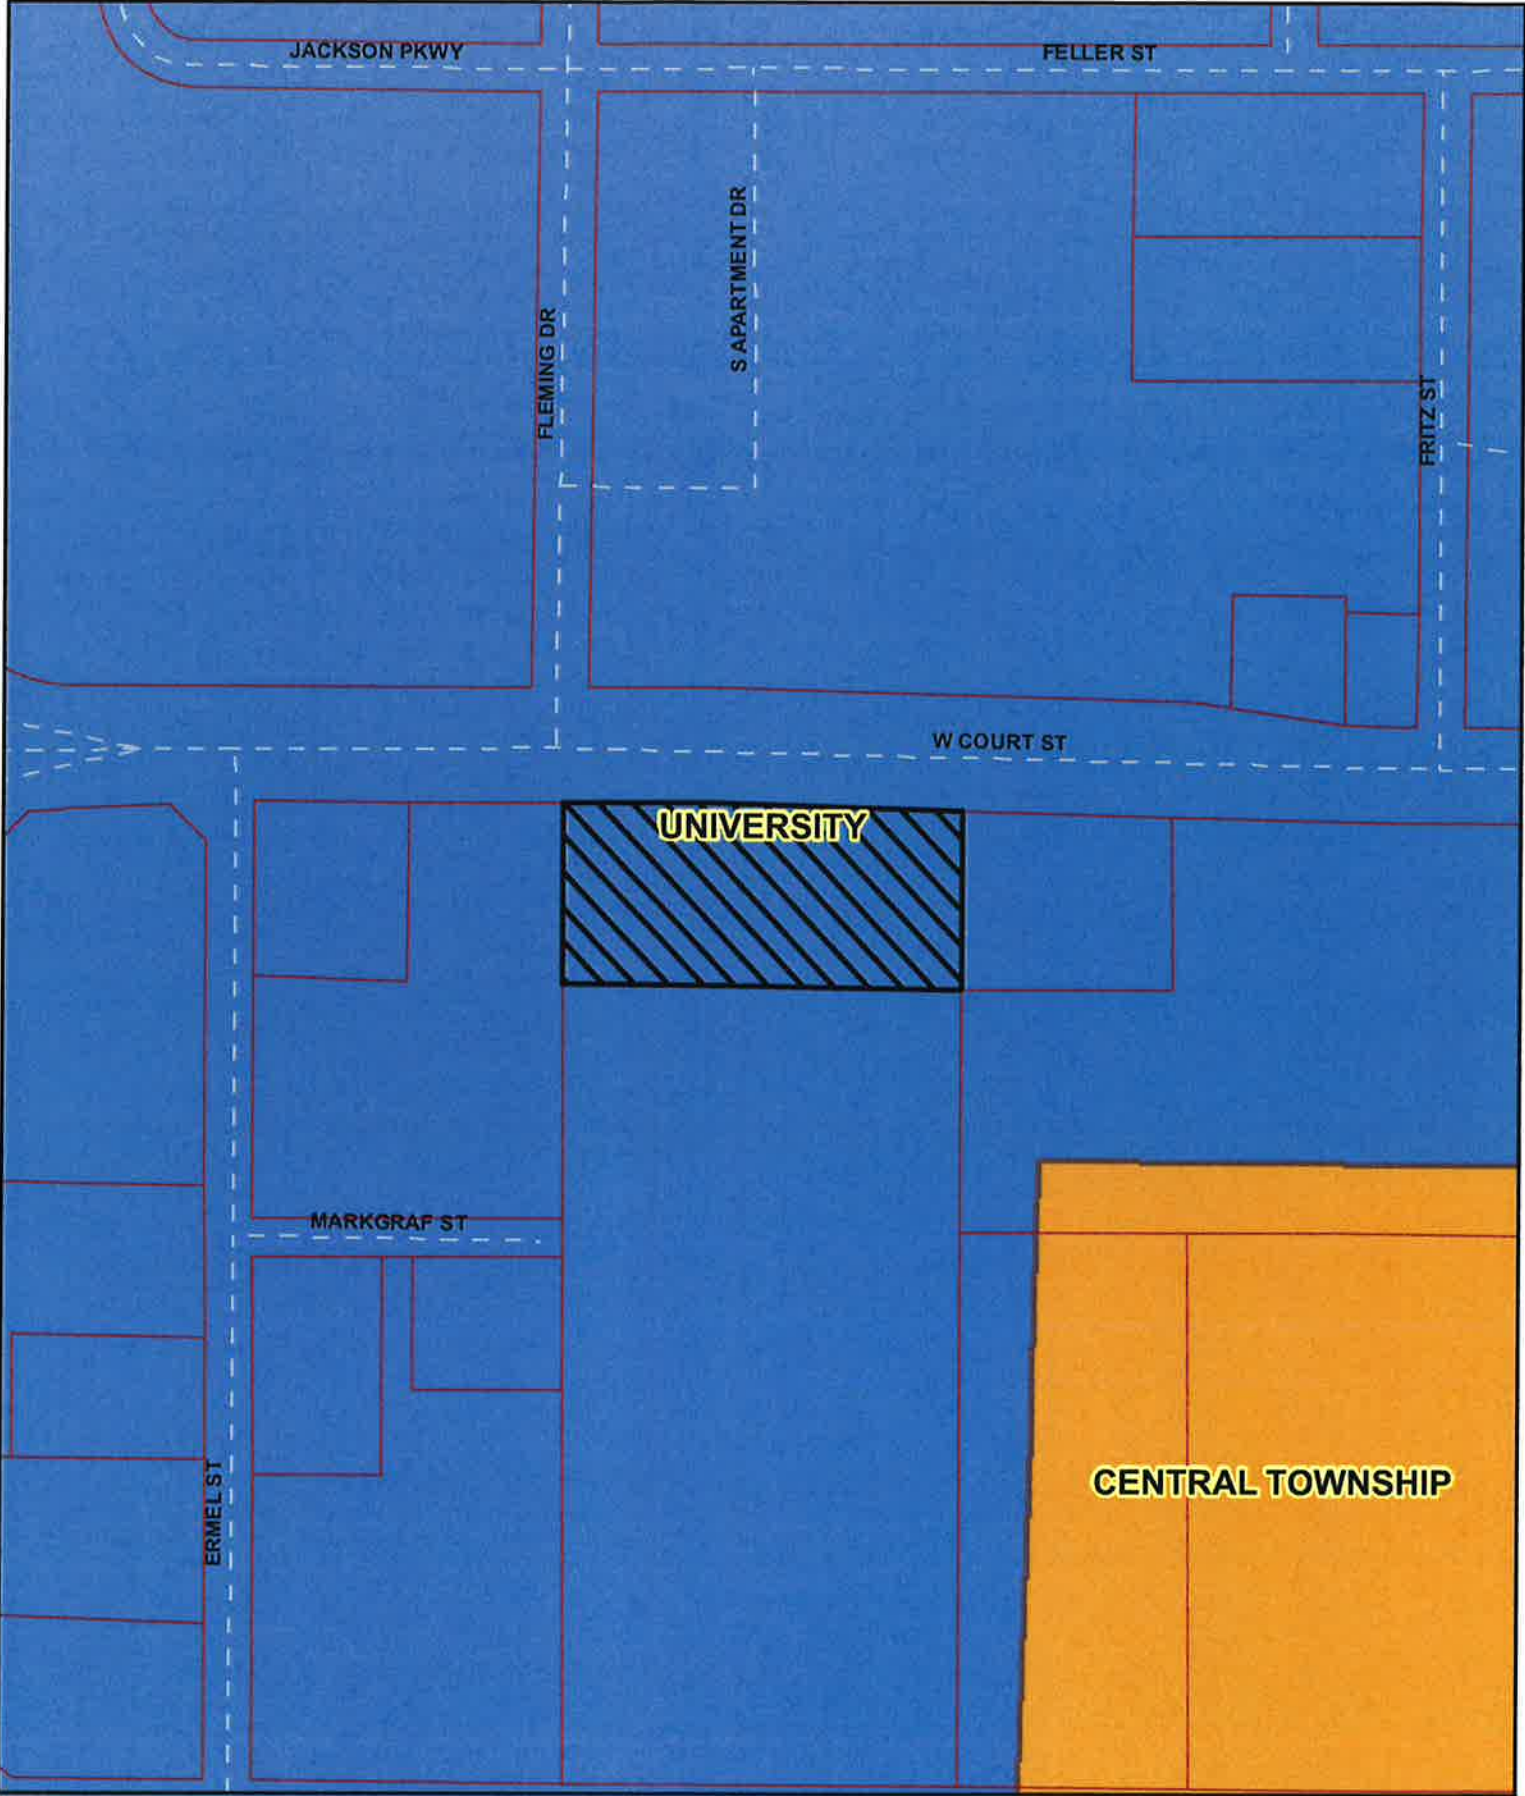 JACKSON PKWY
FELLER ST
S APARTMENT DR
FLEMING DR
FRITZ ST
W COURT ST
UNIVERSITY
MARKGRAF ST
CENTRAL TOWNSHIP
ERMEL ST